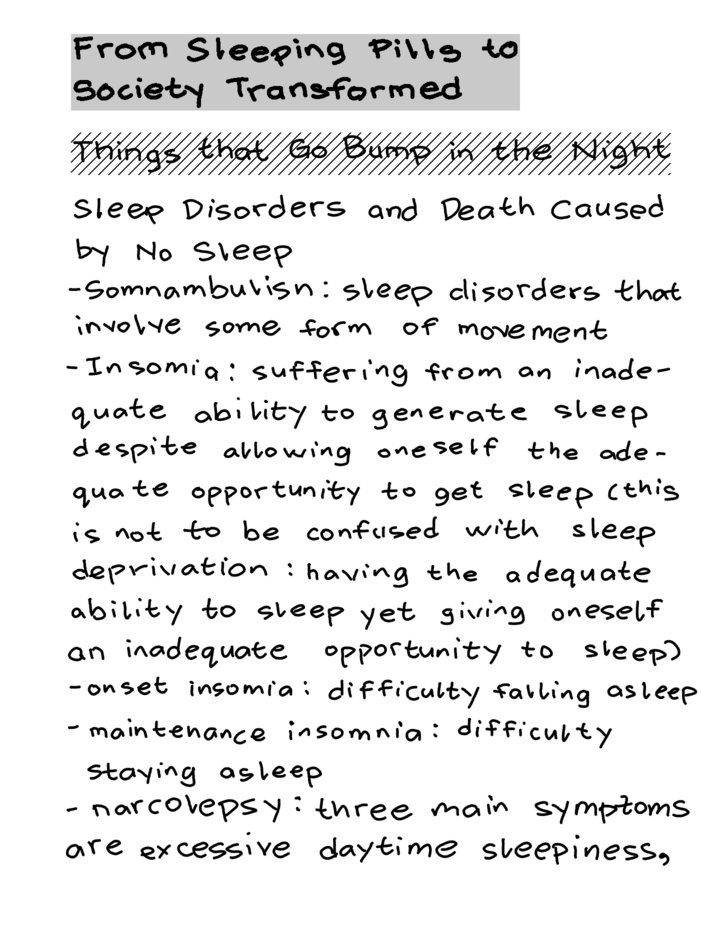 From Sleeping Pills to
Society Transformed
Things that Go Bump in the Night
Sleep Disorders and Death Caused
by No Sleep
-Somnambulisn: sleep disorders that
involve some form of movement
-Insomia: suffering from an inade-
quate ability to generate sleep
despite allowing oneself the ade-
quate opportunity to get sleep (this
is not to be confused with sleep
deprivation: having the adequate
ability to sleep yet giving oneself
an inadequate opportunity to sleep)
-onset insomia: difficulty falling asleep
- maintenance insomnia: difficulty
staying asleep
- narcolepsy: three main symptoms
are excessive daytime sleepiness,